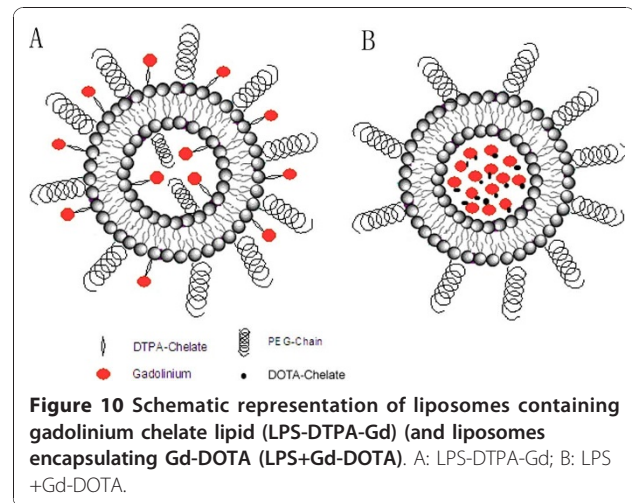 A
B
DTPA-Chelate
PEG-Chain
Gadolinium
DOTA-Chelate
Figure 10 Schematic representation of liposomes containing
gadolinium chelate lipid (LPS-DTPA-Gd) (and liposomes
encapsulating Gd-DOTA (LPS+Gd-DOTA). A: LPS-DTPA-Gd; B: LPS
+Gd-DOTA.